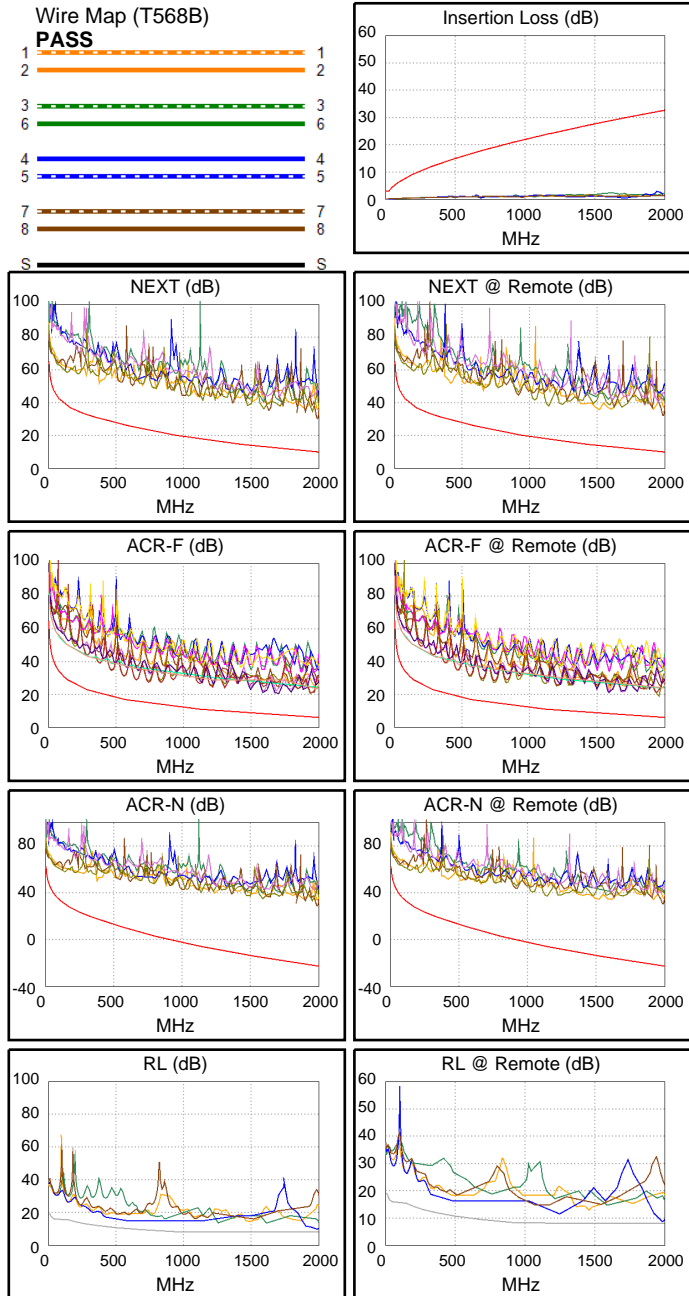 Wire Map (T568B)
PASS
1 1
2 2
3 3
6 6
4 4
5 5
7 7
8 8
S S
Insertion Loss (dB)
60
50
40
30
20
10
0
0 500 1000 1500 2000
MHz
NEXT (dB)
100
80
60
40
20
0
0 500 1000 1500 2000
MHz
NEXT @ Remote (dB)
100
80
60
40
20
0
0 500 1000 1500 2000
MHz
ACR-F (dB)
100
80
60
40
20
0
0 500 1000 1500 2000
MHz
ACR-F @ Remote (dB)
100
80
60
40
20
0
0 500 1000 1500 2000
MHz
ACR-N (dB)
80
40
0
-40
0 500 1000 1500 2000
MHz
ACR-N @ Remote (dB)
80
40
0
-40
0 500 1000 1500 2000
MHz
RL (dB)
100
80
60
40
20
0
0 500 1000 1500 2000
MHz
RL @ Remote (dB)
60
50
40
30
20
10
0
0 500 1000 1500 2000
MHz